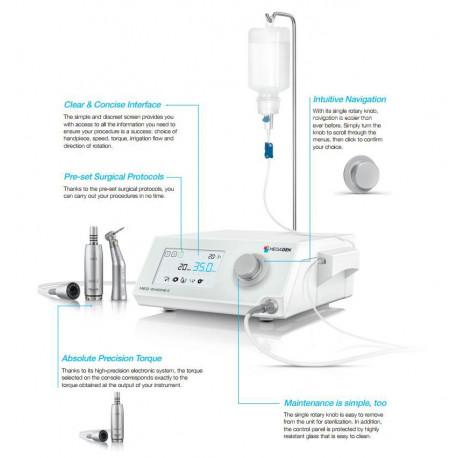 Clear & Concise Interface
The simple and discreet screen provides you
with access to all the information you need to
ensure your procedure is a success: choice of
handpiece, speed, torque, irrigation flow and
direction of rotation.
Intuitive Navigation
With its single rotary knob,
navigation is easier than
ever before. Simply turn the
knob to scroll through the
menus, then click to confirm
your choice.
Pre-set Surgical Protocols
Thanks to the pre-set surgical protocols, you
can carry out your procedures in no time.
MEGAGEN
20
20
35.0
MEG-ENGINE II
Absolute Precision Torque
Thanks to its high-precision electronic system, the torque
selected on the console corresponds exactly to the
torque obtained at the output of your instrument.
Maintenance is simple, too
The single rotary knob is easy to remove
from the unit for sterilization. In addition,
the control panel is protected by highly
resistant glass that is easy to clean.